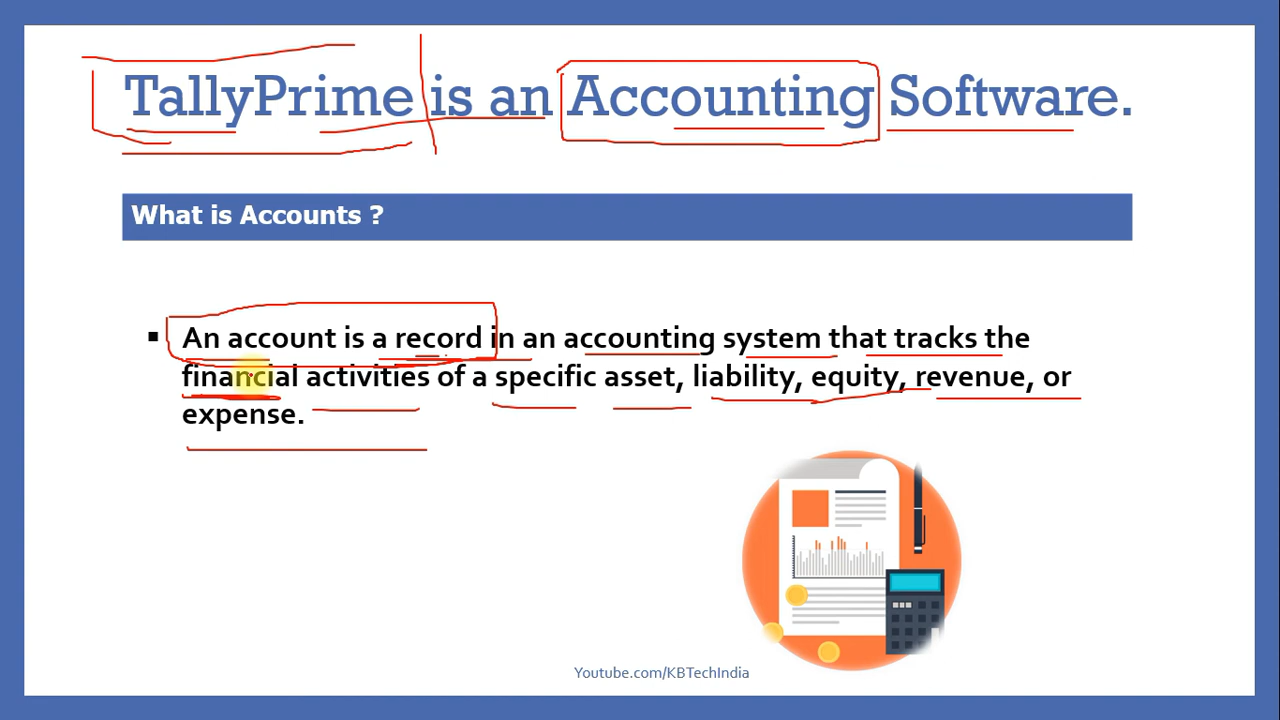 TallyPrime is an Accounting Software.
What is Accounts ?
▪ An account is a record in an accounting system that tracks the
financial activities of a specific asset, liability, equity, revenue, or
expense.
Youtube.com/KBTechIndia